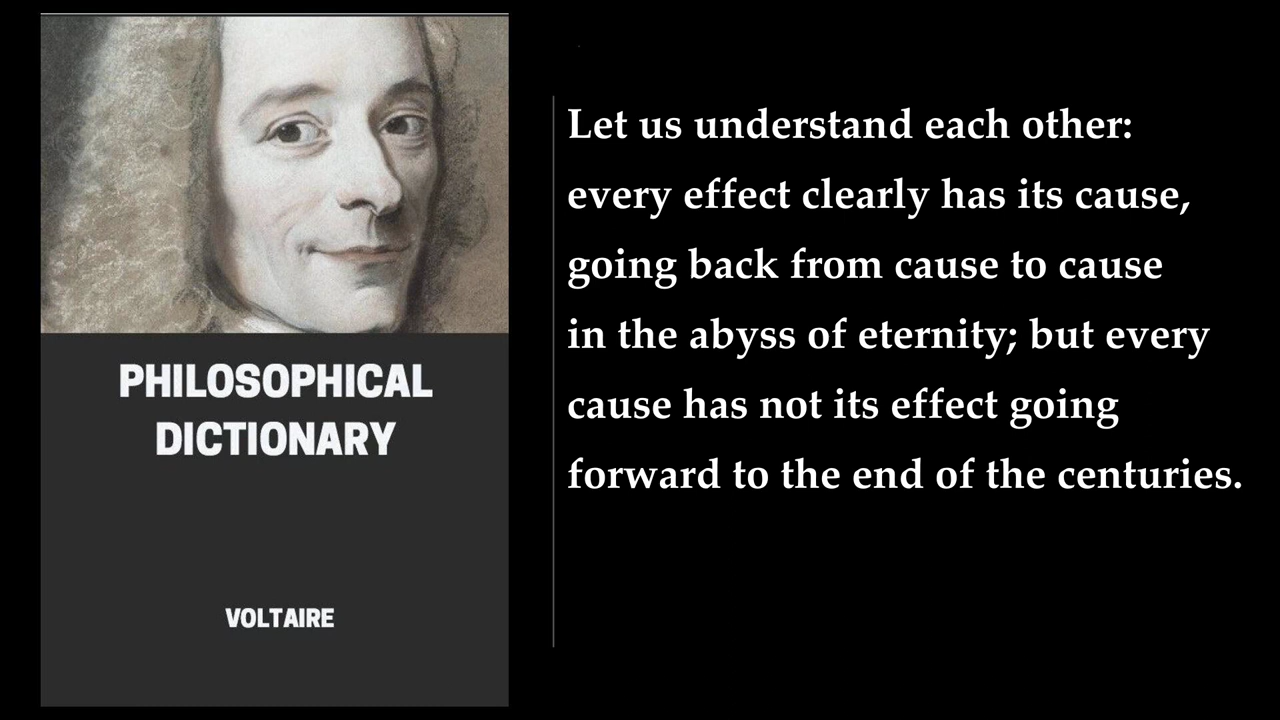 PHILOSOPHICAL
DICTIONARY
VOLTAIRE
Let us understand each other:
every effect clearly has its cause,
going back from cause to cause
in the abyss of eternity; but every
cause has not its effect going
forward to the end of the centuries.